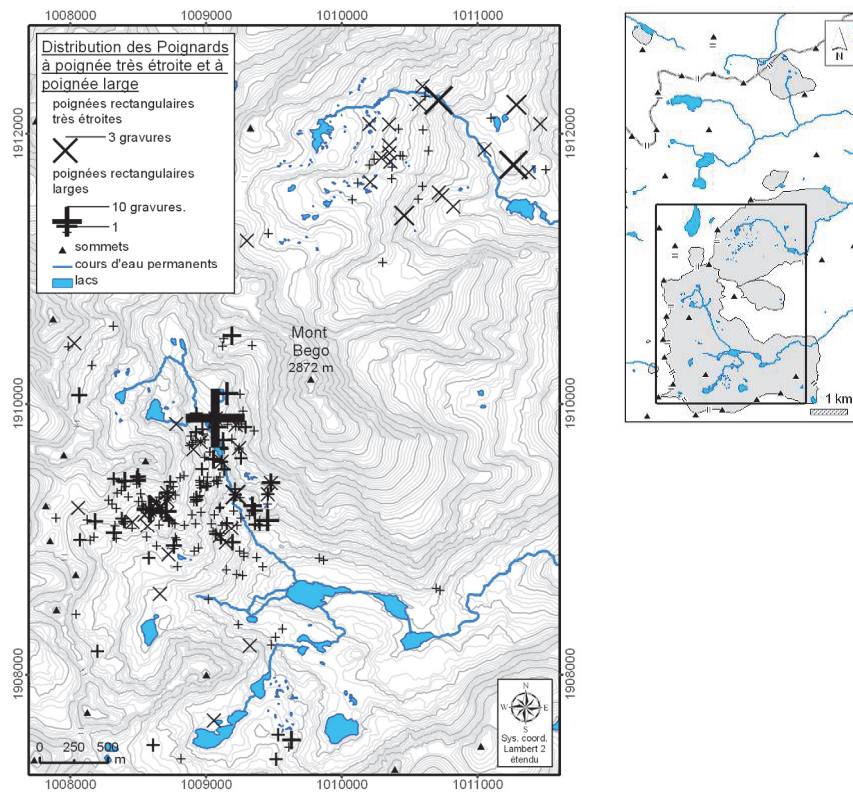 1008000 1009000 1010000 1011000
Distribution des Poignards
à poignée très étroite et à
poignée large
poignées rectangulaires
très étroites
3 gravures
poignées rectangulaires
larges
10 gravures.
1
sommets
cours d'eau permanents
lacs
1912000
1912000
Mont
Bego
2872 m
1910000
1910000
1908000
1908000
N
W E
S
Sys. coord.
Lambert 2
étendu
0 250 500
m
1008000 1009000 1010000 1011000
N
1 km